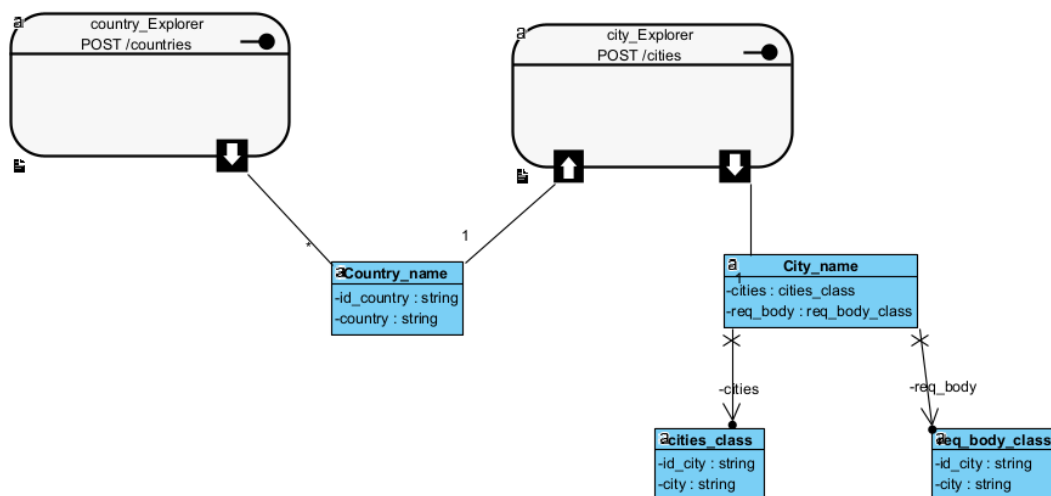 a
country_Explorer
POST /countries
a
city_Explorer
POST /cities
*
1
a
Country_name
-id_country : string
-country : string
a
City_name
1
-cities : cities_class
-req_body : req_body_class
-cities
-req_body
a
cities_class
-id_city : string
-city : string
a
req_body_class
-id_city : string
-city : string